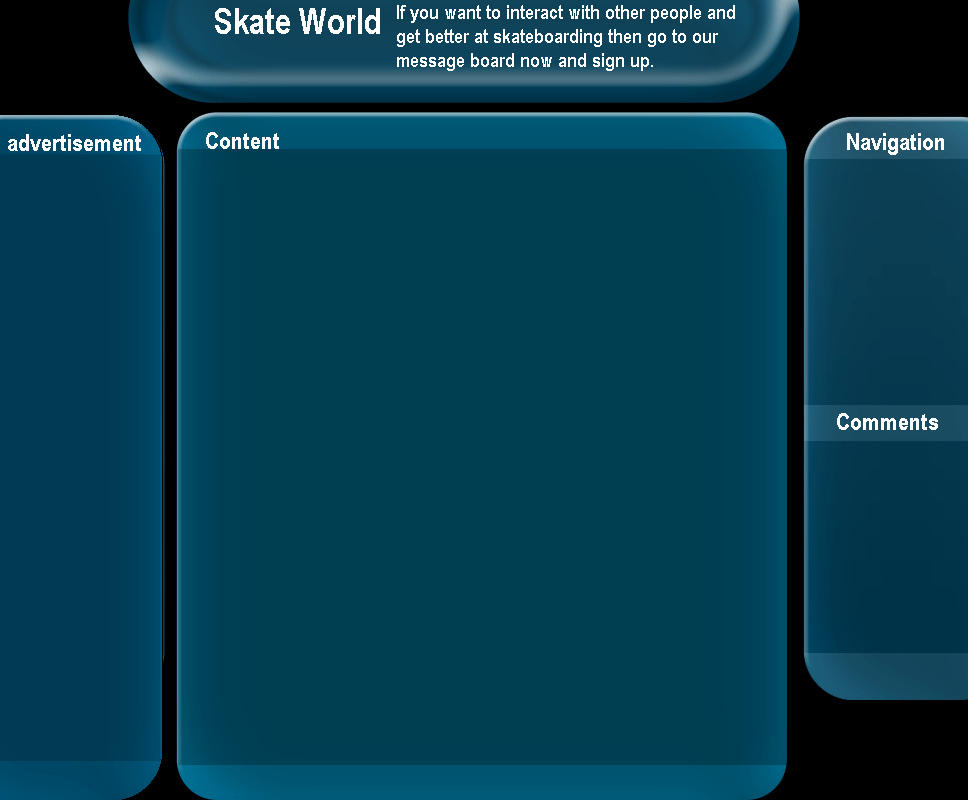 Skate World
If you want to interact with other people and
get better at skateboarding then go to our
message board now and sign up.
advertisement
Content
Navigation
Comments